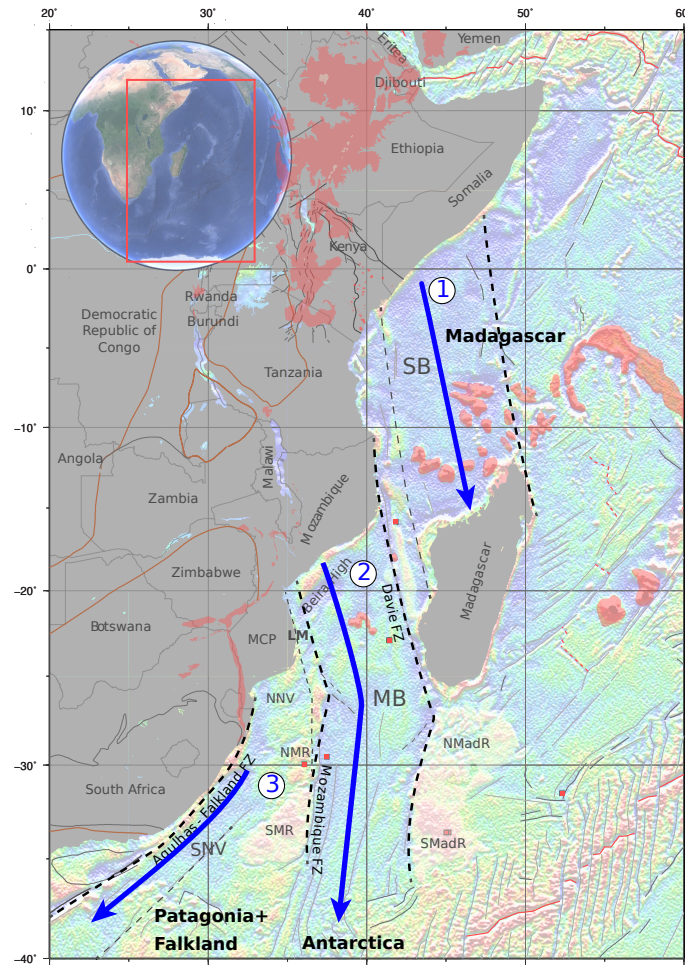 20˚ 30˚ 40˚ 50˚ 60
Yemen
Eritrea
Djibouti
10˚
Ethiopia
Somalia
Kenya
0˚
1
Rwanda
Burundi
Democratic
Republic of
Congo
Madagascar
SB
Tanzania
−10˚
Angola
Malawi
Zambia
Mozambique
Zimbabwe
Beira High
2
Madagascar
Davie FZ
−20˚
Botswana
MCP
LM
NNV
MB
NMadR
−30˚
NMR
3
South Africa
Agulhas - Falkland FZ
Mozambique FZ
SMR
SMadR
SNV
Patagonia+
Falkland
Antarctica
−40˚